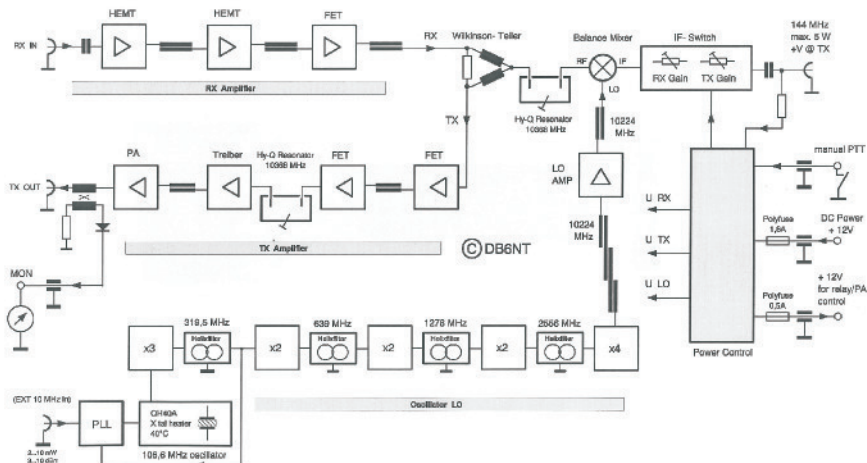 HEMT
HEMT
FET
RX IN
RX
Wilkinson- Teiler
Balance Mixer
IF- Switch
144 MHz
max. 5 W
+V @ TX
RF
IF
LO
RX Gain
TX Gain
RX Amplifier
Hy-Q Resonator
10368 MHz
TX
10224
MHz
PA
Treiber
Hy-Q Resonator
10368 MHz
FET
FET
LO
AMP
manual PTT
TX OUT
U RX
Polyfuse
1,6A
DC Power
+ 12V
TX Amplifier
© DB6NT
10224
MHz
U TX
MON
U LO
+ 12V
for relay/PA
control
Polyfuse
0,5A
319,5 MHz
639 MHz
1278 MHz
2556 MHz
x3
Helixfilter
x2
Helixfilter
x2
Helixfilter
x2
Helixfilter
x4
Power Control
(EXT 10 MHz In)
PLL
QH40A
X tal heater
40°C
Oscillator LO
106,5 MHz oscillator